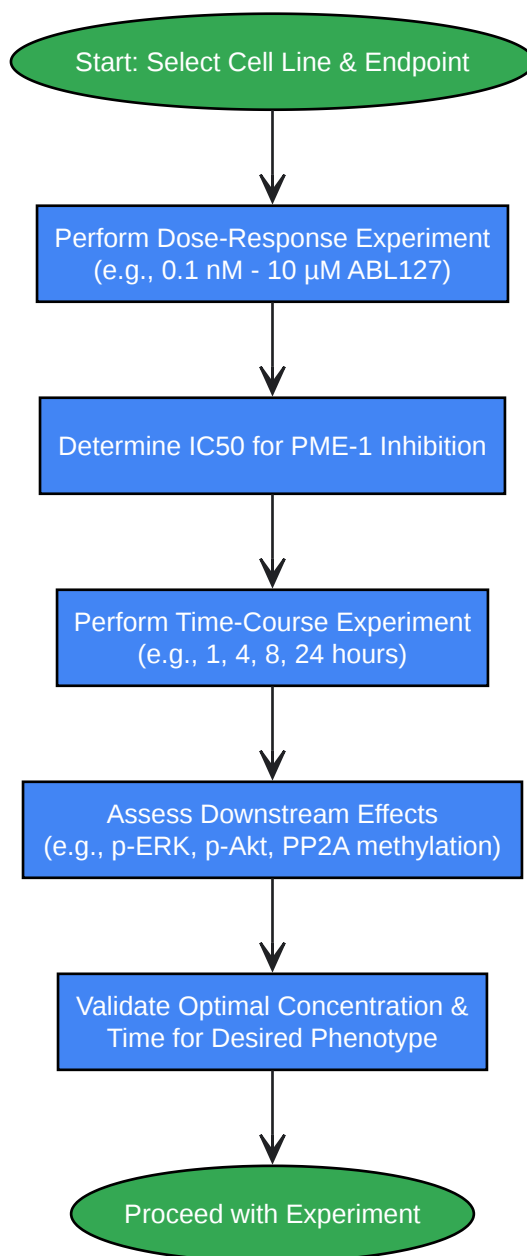 Start: Select Cell Line & Endpoint
Perform Dose-Response Experiment
(e.g., 0.1 nM - 10 µM ABL127)
Determine IC50 for PME-1 Inhibition
Perform Time-Course Experiment
(e.g., 1, 4, 8, 24 hours)
Assess Downstream Effects
(e.g., p-ERK, p-Akt, PP2A methylation)
Validate Optimal Concentration &
Time for Desired Phenotype
Proceed with Experiment